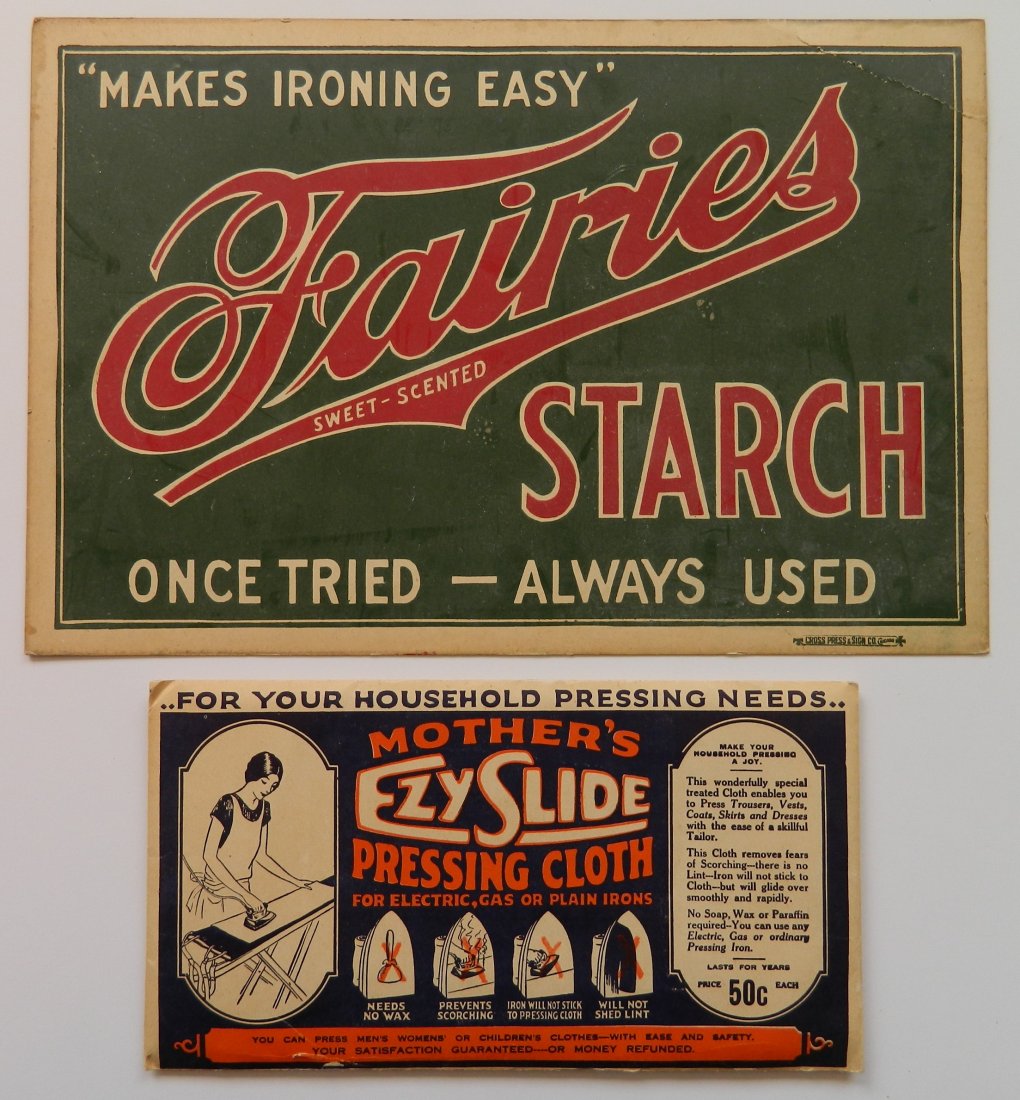 "MAKES IRONING EASY"
Fairies
SWEET-SCENTED
STARCH
ONCE TRIED — ALWAYS USED
CROSS PRESS & SIGN CO. CHICAGO
..FOR YOUR HOUSEHOLD PRESSING NEEDS..
MOTHER'S
EZY SLIDE
PRESSING CLOTH
FOR ELECTRIC, GAS OR PLAIN IRONS
NEEDS
NO WAX
PREVENTS
SCORCHING
IRON WILL NOT STICK
TO PRESSING CLOTH
WILL NOT
SHED LINT
MAKE YOUR
HOUSEHOLD PRESSING
A JOY.
This wonderfully special
treated Cloth enables you
to Press Trousers, Vests,
Coats, Skirts and Dresses
with the ease of a skillful
Tailor.
This Cloth removes fears
of Scorching—there is no
Lint—Iron will not stick to
Cloth—but will glide over
smoothly and rapidly.
No Soap, Wax or Paraffin
required—You can use any
Electric, Gas or ordinary
Pressing Iron.
LASTS FOR YEARS
PRICE 50c EACH
YOU CAN PRESS MEN'S WOMENS' OR CHILDREN'S CLOTHES—WITH EASE AND SAFETY.
YOUR SATISFACTION GUARANTEED—OR MONEY REFUNDED.